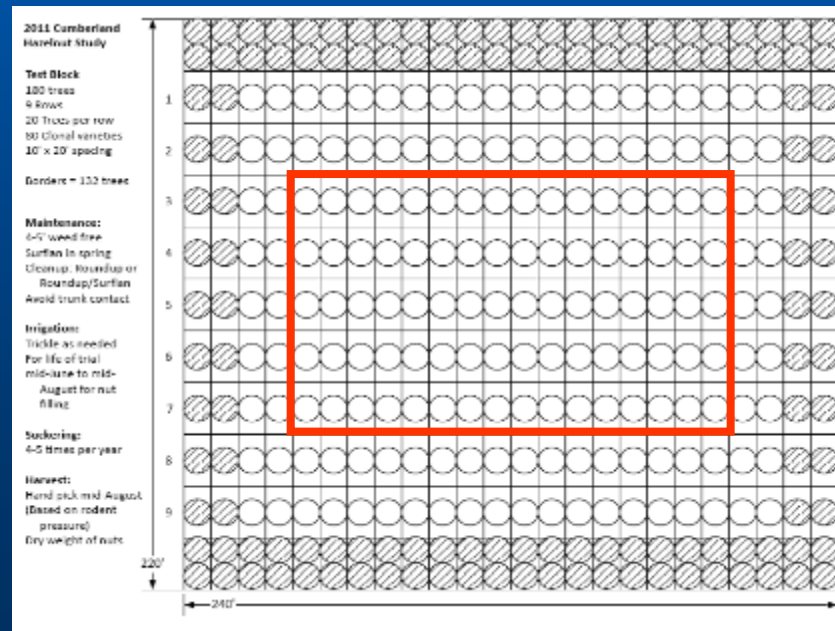 2011 Cumberland
Hazelnut Study
Test Block
180 trees
9 Rows
20 Trees per row
60 Clonal varieties
10' x 20' spacing
Borders = 132 trees
Maintenance:
4-5' weed free
Surflan in spring
Cleanup: Roundup or
Roundup/Surflan
Avoid trunk contact
Irrigation:
Trickle as needed
For life of trial
mid-June to mid-
August for nut
filling
Suckering:
4-5 times per year
Harvest:
Hand pick mid August
(Based on rodent
pressure)
Dry weight of nuts
1
2
3
4
5
6
7
8
9
220'
240'